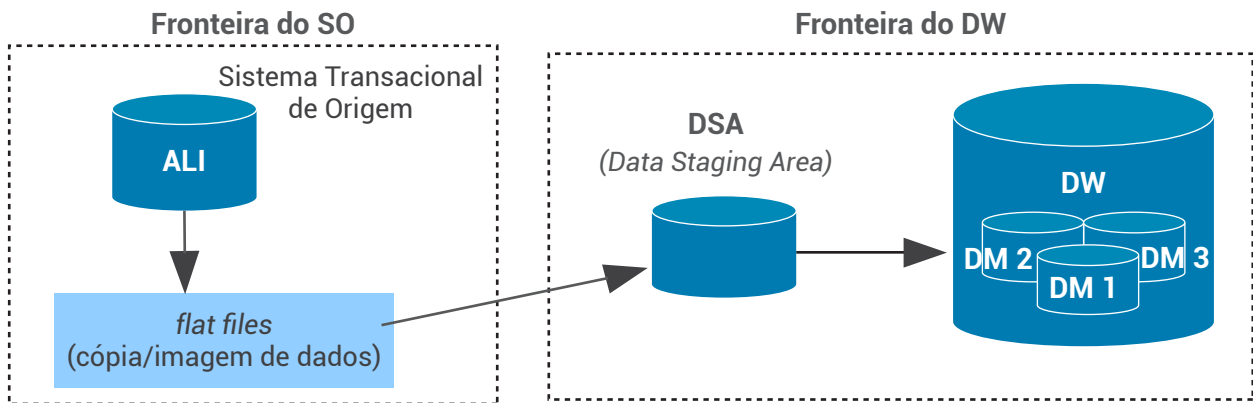 Fronteira do SO
Sistema Transacional
de Origem
ALI
flat files
(cópia/imagem de dados)
Fronteira do DW
DSA
(Data Staging Area)
DW
DM 2
DM 3
DM 1